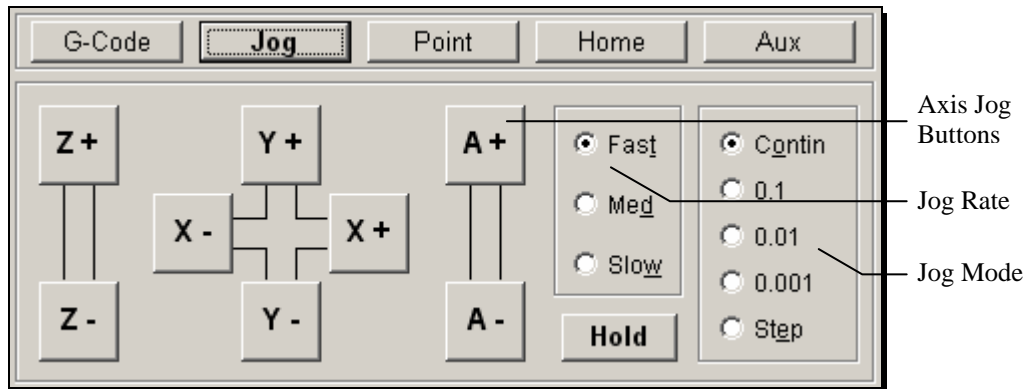 G-Code Jog Point Home Aux
Z + Y + A +
X - X +
Z - Y - A -
Fast
Med
Slow
Hold
Contin
0.1
0.01
0.001
Step
Axis Jog
Buttons
Jog Rate
Jog Mode